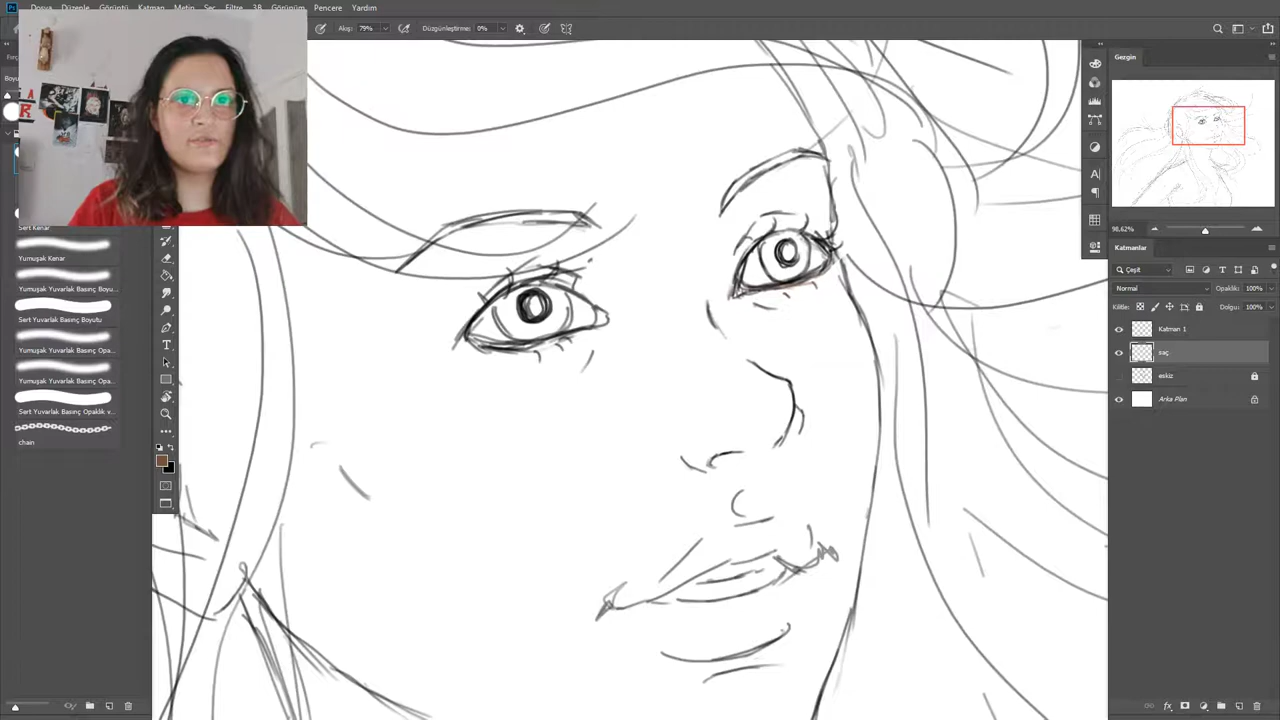 Dosya Düzenle Görüntü Katman Metin Seç Filtre 3B Görünüm Pencere Yardım
Akış: 79% Düzgünleştirme: 0%
Gezgin
98,62%
Katmanlar
Çeşit
Normal Opaklık: 100%
Kilitle: Dolgu: 100%
Katman 1
saç
eskiz
Arka Plan
Sert Kenar
Yumuşak Kenar
Yumuşak Yuvarlak Basınç Boyu...
Sert Yuvarlak Basınç Boyutu
Yumuşak Yuvarlak Basınç Opa...
Yumuşak Yuvarlak Basınç Opa...
Sert Yuvarlak Basınç Opaklık v...
chain